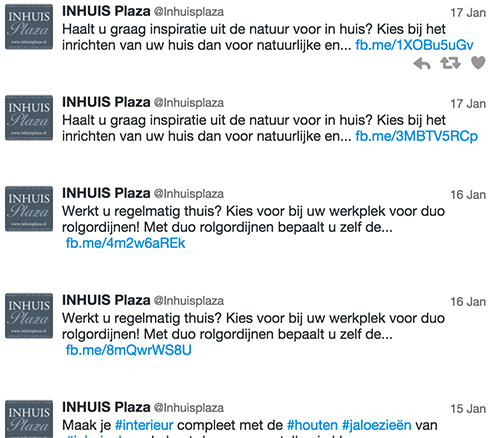 INHUIS Plaza www.inhuisplaza.nl
INHUIS Plaza @Inhuisplaza 17 Jan
Haalt u graag inspiratie uit de natuur voor in huis? Kies bij het
inrichten van uw huis dan voor natuurlijke en... fb.me/1XOBu5uGv
INHUIS Plaza www.inhuisplaza.nl
INHUIS Plaza @Inhuisplaza 17 Jan
Haalt u graag inspiratie uit de natuur voor in huis? Kies bij het
inrichten van uw huis dan voor natuurlijke en... fb.me/3MBTV5RCp
INHUIS Plaza www.inhuisplaza.nl
INHUIS Plaza @Inhuisplaza 16 Jan
Werkt u regelmatig thuis? Kies voor bij uw werkplek voor duo
rolgordijnen! Met duo rolgordijnen bepaalt u zelf de...
fb.me/4m2w6aREk
INHUIS Plaza www.inhuisplaza.nl
INHUIS Plaza @Inhuisplaza 16 Jan
Werkt u regelmatig thuis? Kies voor bij uw werkplek voor duo
rolgordijnen! Met duo rolgordijnen bepaalt u zelf de...
fb.me/8mQwrWS8U
INHUIS Plaza
INHUIS Plaza @Inhuisplaza 15 Jan
Maak je #interieur compleet met de #houten #jaloezieën van